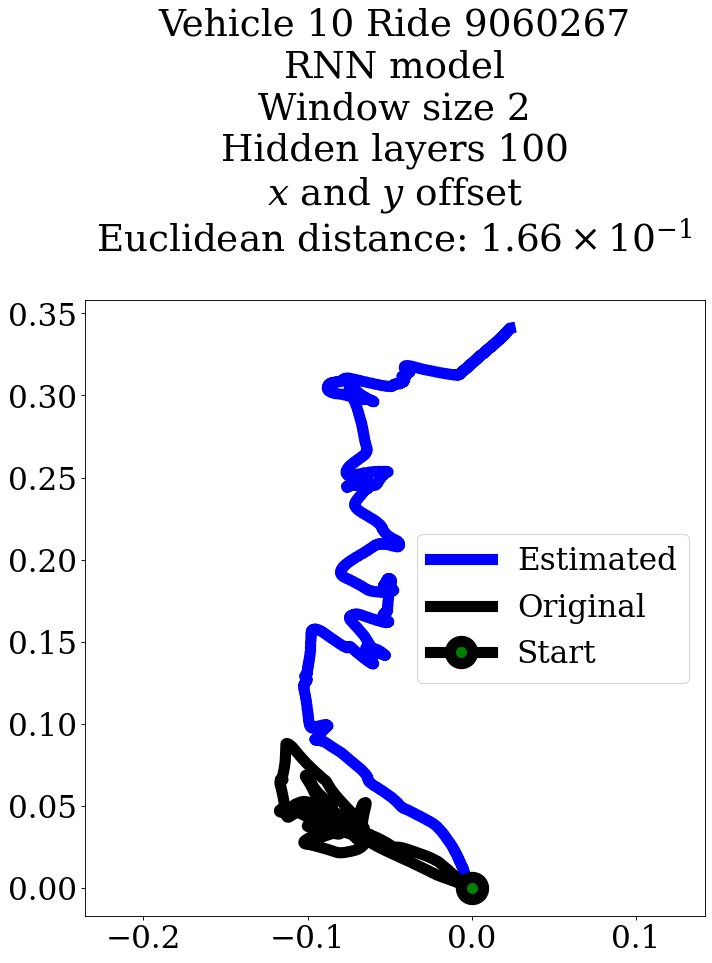 Vehicle 10 Ride 9060267
RNN model
Window size 2
Hidden layers 100
x and y offset
Euclidean distance: 1.66 × 10⁻¹
0.35
0.30
0.25
0.20
0.15
0.10
0.05
0.00
Estimated
Original
Start
−0.2
−0.1
0.0
0.1